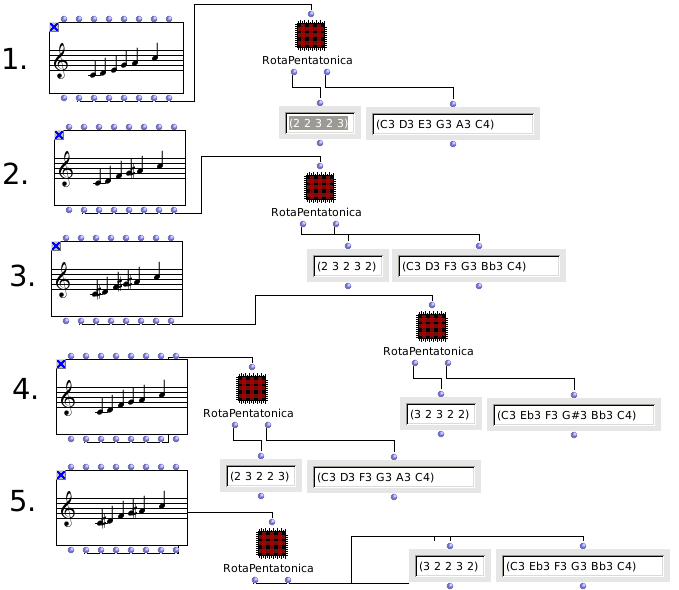 1.
RotaPentatonica
(2 2 3 2 3)
(C3 D3 E3 G3 A3 C4)
2.
RotaPentatonica
(2 3 2 3 2)
(C3 D3 F3 G3 Bb3 C4)
3.
RotaPentatonica
(3 2 3 2 2)
(C3 Eb3 F3 G#3 Bb3 C4)
4.
RotaPentatonica
(2 3 2 2 3)
(C3 D3 F3 G3 A3 C4)
5.
RotaPentatonica
(3 2 2 3 2)
(C3 Eb3 F3 G3 Bb3 C4)